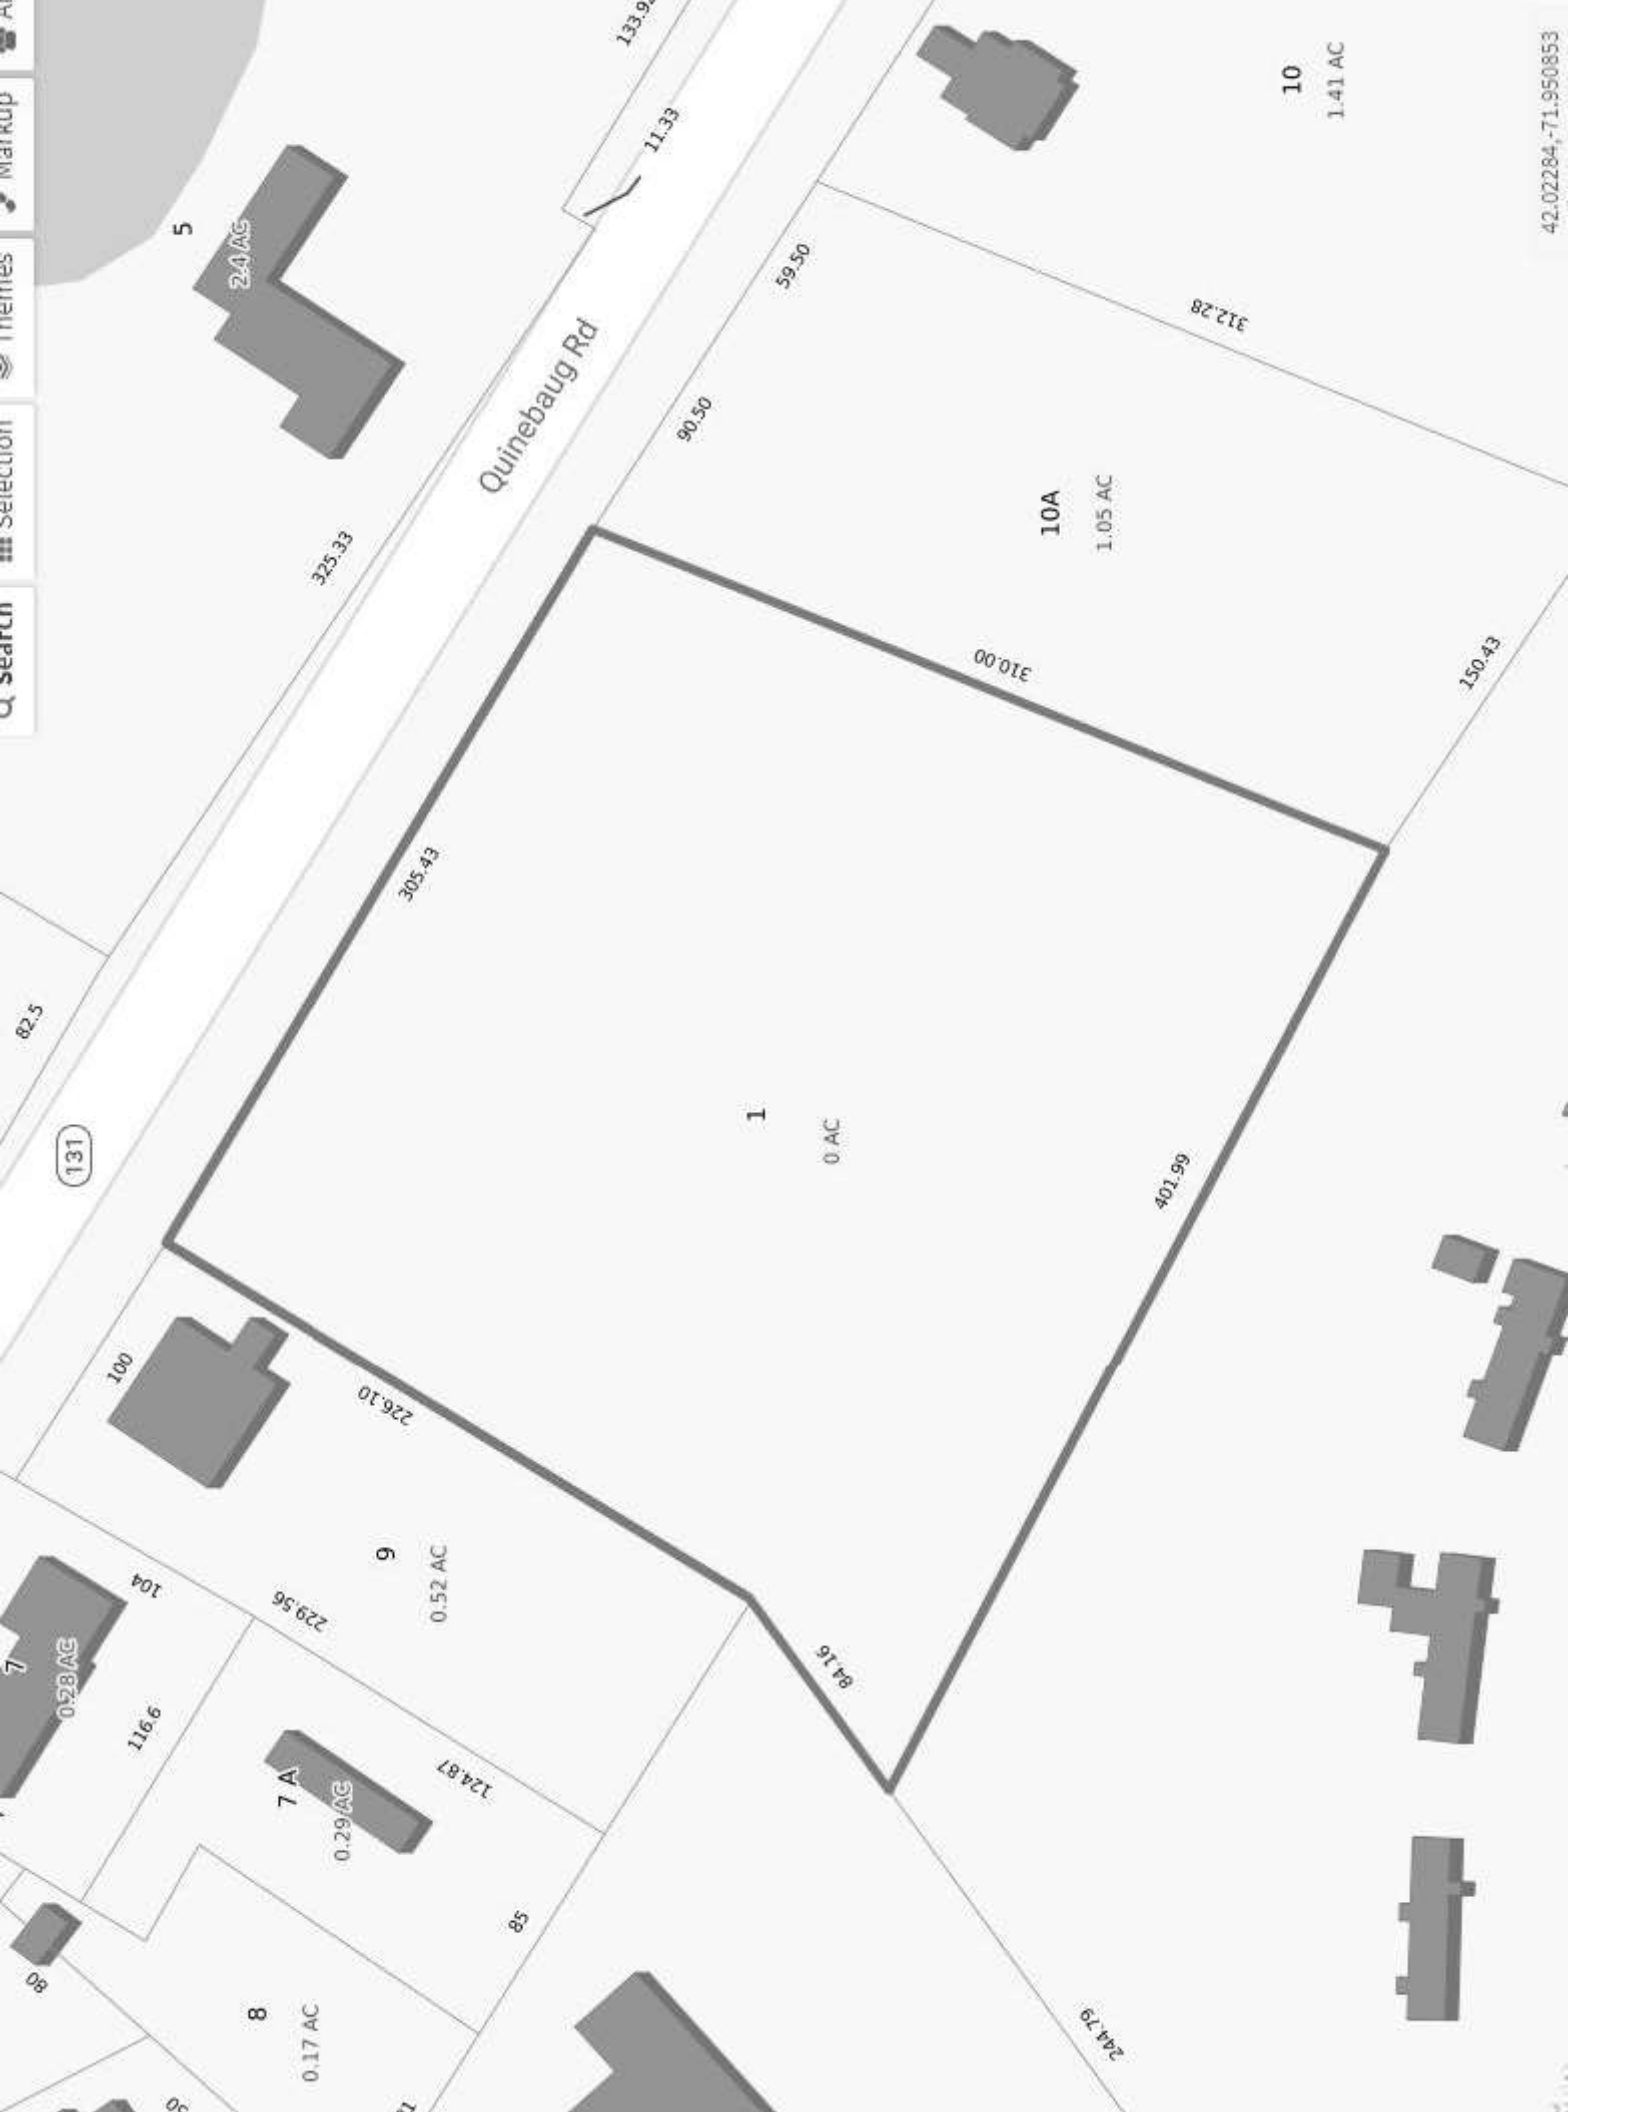 Search
Selection
Themes
Markup
133.9
11.33
5
2.4 AC
10
1.41 AC
42.02284,-71.950853
59.50
312.28
Quinebaug Rd
90.50
325.33
10A
1.05 AC
310.00
150.43
305.43
82.5
131
1
0 AC
401.99
100
226.10
9
0.52 AC
104
229.56
7
0.28 AC
116.6
84.16
7 A
0.29 AC
124.87
85
80
8
0.17 AC
244.79